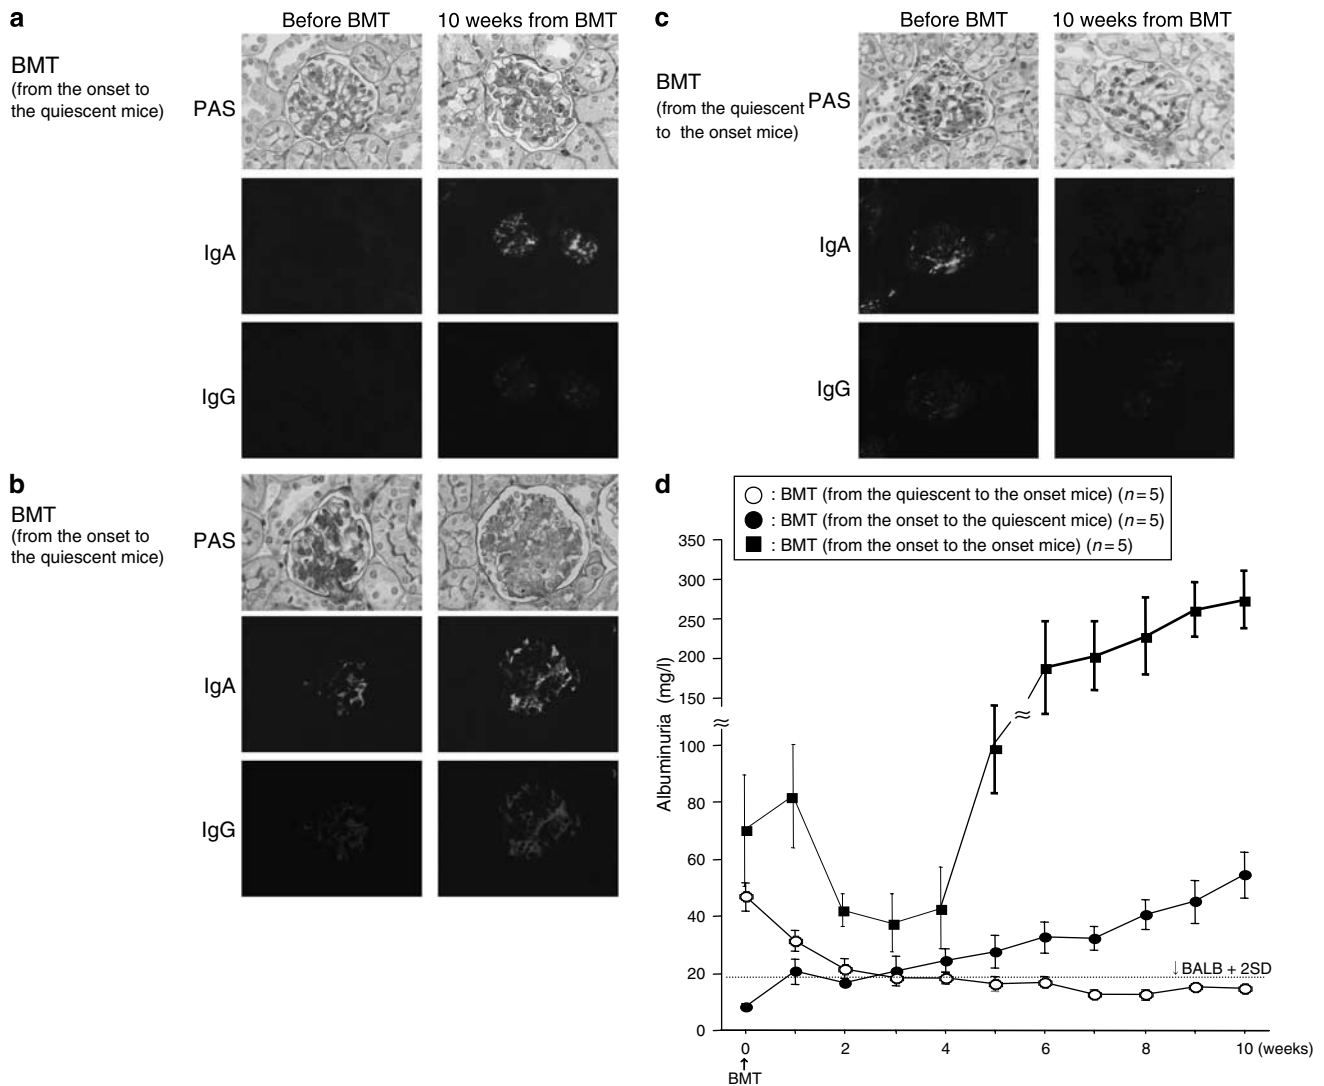 a
Before BMT
10 weeks from BMT
BMT
(from the onset to
the quiescent mice)
PAS
IgA
IgG
b
BMT
(from the onset to
the quiescent mice)
PAS
IgA
IgG
c
Before BMT
10 weeks from BMT
BMT
(from the quiescent
to the onset mice)
PAS
IgA
IgG
d
: BMT (from the quiescent to the onset mice) (n=5)
: BMT (from the onset to the quiescent mice) (n=5)
: BMT (from the onset to the onset mice) (n=5)
Albuminuria (mg/l)
350
300
250
200
150
≈
≈
100
80
60
40
20
0
↓BALB + 2SD
0 2 4 6 8 10 (weeks)
↑
BMT